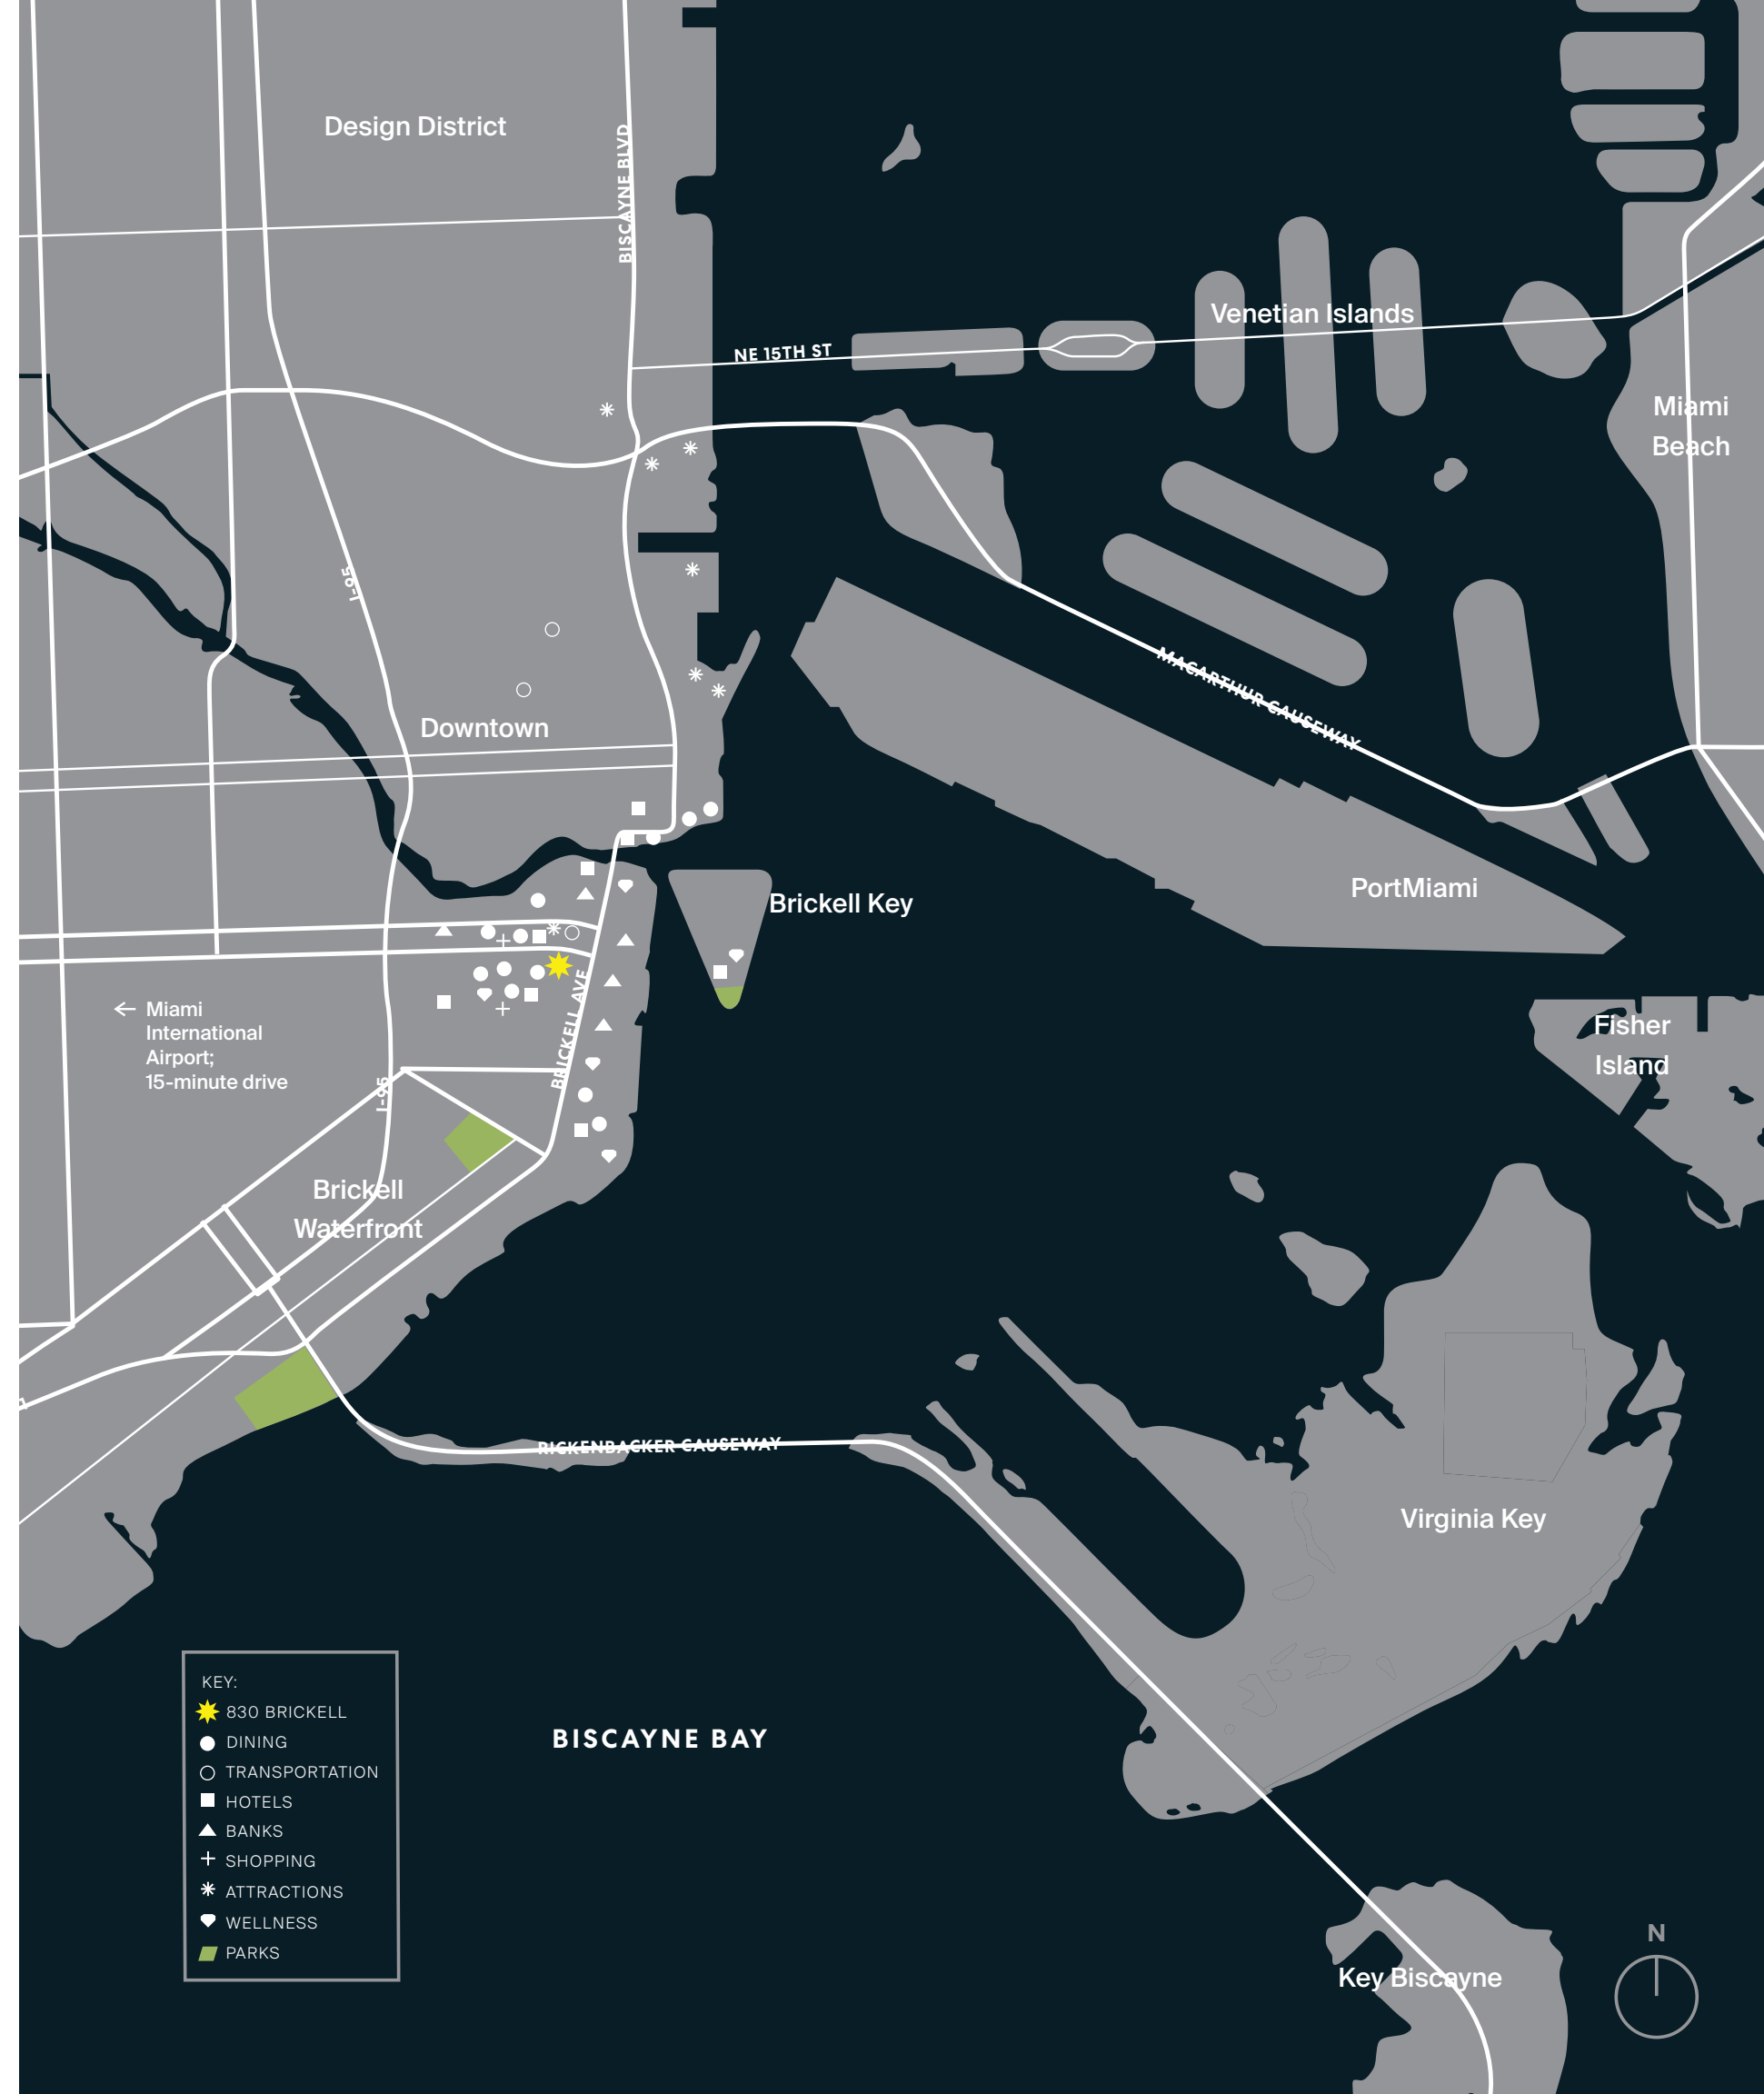 Design District
BISCAYNE BLVD
Venetian Islands
NE 15TH ST
Miami
Beach
I-95
MACARTHUR CAUSEWAY
Downtown
PortMiami
Brickell Key
BRICKELL AVE
← Miami
International
Airport;
15-minute drive
Fisher
Island
I-95
Brickell
Waterfront
RICKENBACKER CAUSEWAY
Virginia Key
BISCAYNE BAY
KEY:
830 BRICKELL
DINING
TRANSPORTATION
HOTELS
BANKS
SHOPPING
ATTRACTIONS
WELLNESS
PARKS
N
Key Biscayne